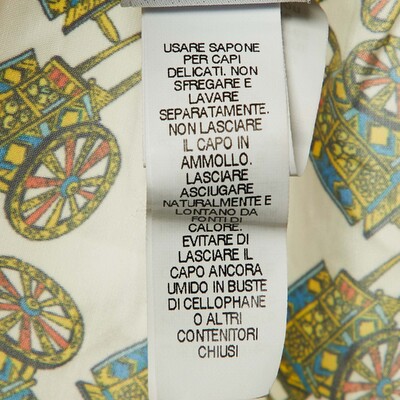 USARE SAPONE
PER CAPI
DELICATI. NON
SFREGARE E
LAVARE
SEPARATAMENTE.
NON LASCIARE
IL CAPO IN
AMMOLLO.
LASCIARE
ASCIUGARE
NATURALMENTE E
LONTANO DA
FONTI DI
CALORE.
EVITARE DI
LASCIARE IL
CAPO ANCORA
UMIDO IN BUSTE
DI CELLOPHANE
O ALTRI
CONTENITORI
CHIUSI